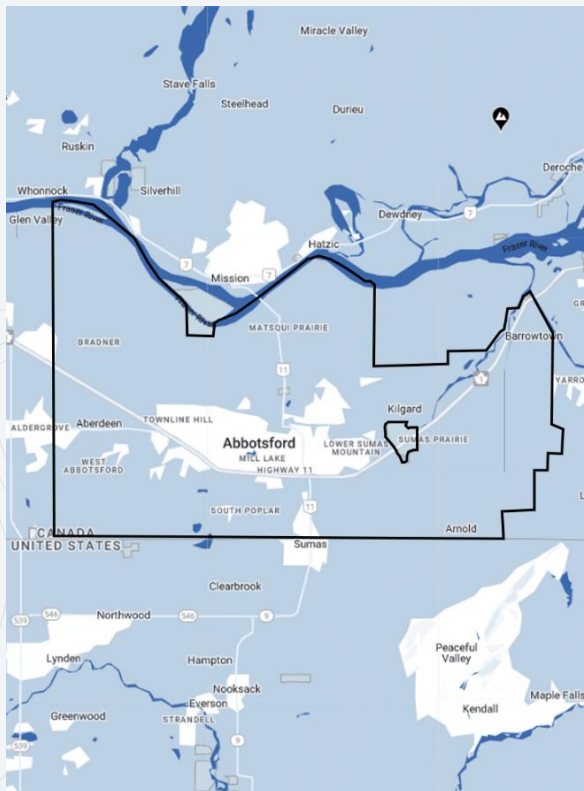 Miracle Valley
Stave Falls
Steelhead
Durieu
Ruskin
Deroche
Whonnock
Silverhill
7
Dewdney
Fraser River
Glen Valley
Hatzic
Fraser River
7
Mission
7
Fraser River
MATSQUI PRAIRIE
Barrowtown
BRADNER
11
1
YARRO
Kilgard
TOWNLINE HILL
ALDERGROVE
Aberdeen
Abbotsford
LOWER SUMAS
MOUNTAIN
SUMAS PRAIRIE
MILL LAKE
WEST
ABBOTSFORD
HIGHWAY 11
11
SOUTH POPLAR
Arnold
CANADA
UNITED STATES
Sumas
Clearbrook
546
Northwood
546
9
539
Peaceful
Valley
Lynden
Hampton
Nooksack
Maple Falls
Everson
Kendall
Greenwood
STRANDELL
539
9